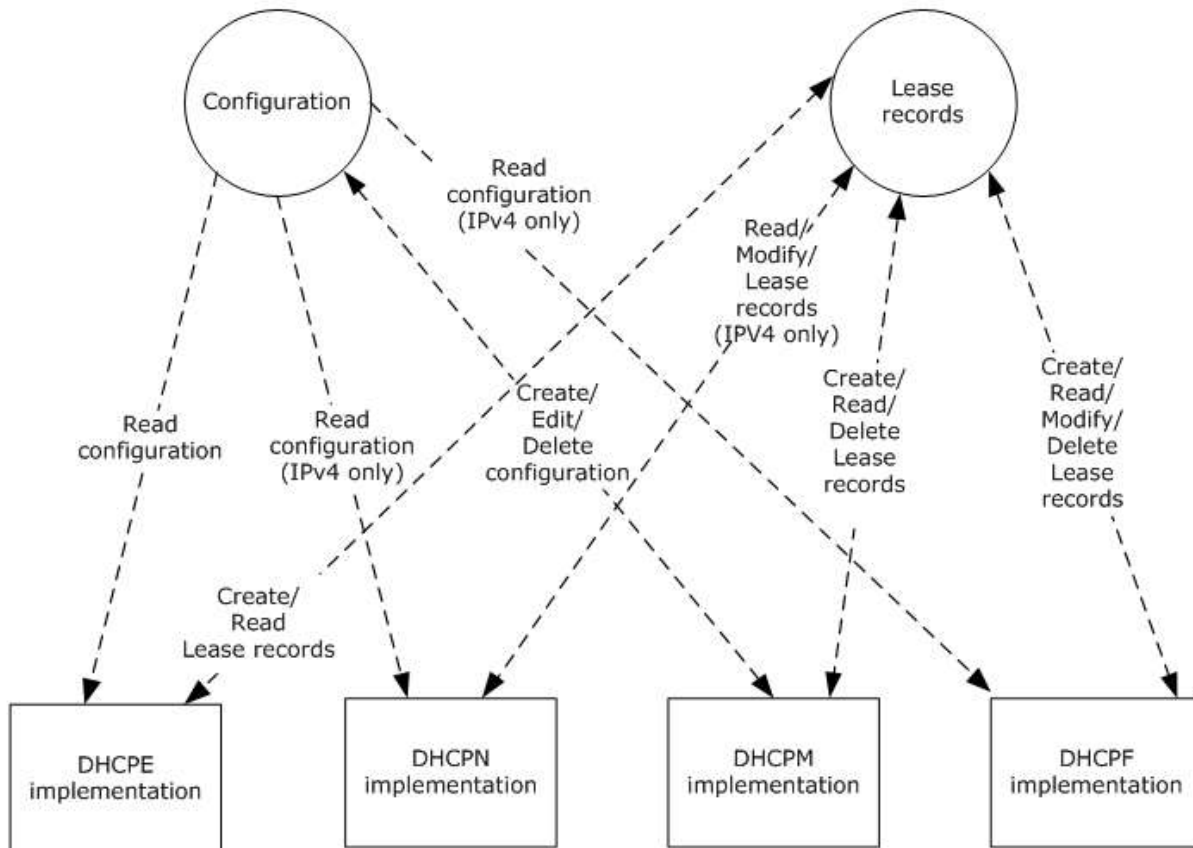 Configuration
Lease
records
Read
configuration
(IPv4 only)
Read/
Modify/
Lease
records
(IPV4 only)
Read
configuration
Read
configuration
(IPv4 only)
Create/
Edit/
Delete
configuration
Create/
Read/
Delete
Lease
records
Create/
Read/
Modify/
Delete
Lease
records
Create/
Read
Lease records
DHCPE
implementation
DHCPN
implementation
DHCPM
implementation
DHCPF
implementation